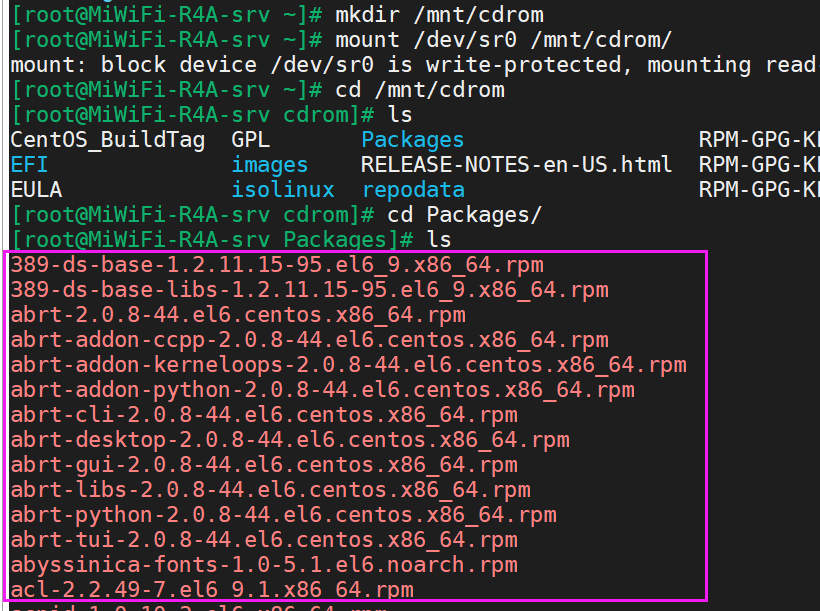 [root@MiWiFi-R4A-srv ~]# mkdir /mnt/cdrom
[root@MiWiFi-R4A-srv ~]# mount /dev/sr0 /mnt/cdrom/
mount: block device /dev/sr0 is write-protected, mounting read
[root@MiWiFi-R4A-srv ~]# cd /mnt/cdrom
[root@MiWiFi-R4A-srv cdrom]# ls
CentOS_BuildTag GPL Packages RPM-GPG-KE
EFI images RELEASE-NOTES-en-US.html RPM-GPG-KE
EULA isolinux repodata RPM-GPG-KE
[root@MiWiFi-R4A-srv cdrom]# cd Packages/
[root@MiWiFi-R4A-srv Packages]# ls
389-ds-base-1.2.11.15-95.el6_9.x86_64.rpm
389-ds-base-libs-1.2.11.15-95.el6_9.x86_64.rpm
abrt-2.0.8-44.el6.centos.x86_64.rpm
abrt-addon-ccpp-2.0.8-44.el6.centos.x86_64.rpm
abrt-addon-kerneloops-2.0.8-44.el6.centos.x86_64.rpm
abrt-addon-python-2.0.8-44.el6.centos.x86_64.rpm
abrt-cli-2.0.8-44.el6.centos.x86_64.rpm
abrt-desktop-2.0.8-44.el6.centos.x86_64.rpm
abrt-gui-2.0.8-44.el6.centos.x86_64.rpm
abrt-libs-2.0.8-44.el6.centos.x86_64.rpm
abrt-python-2.0.8-44.el6.centos.x86_64.rpm
abrt-tui-2.0.8-44.el6.centos.x86_64.rpm
abyssinica-fonts-1.0-5.1.el6.noarch.rpm
acl-2.2.49-7.el6_9.1.x86_64.rpm